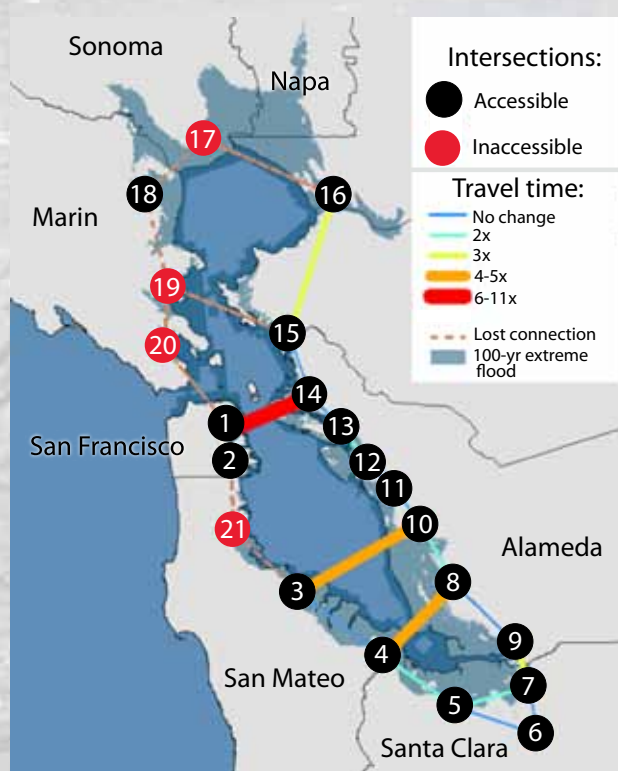 Sonoma
Napa
Marin
San Francisco
San Mateo
Santa Clara
Alameda
17
18
16
19
20
15
14
1
13
2
12
11
10
21
8
3
9
4
7
5
6
Intersections:
Accessible
Inaccessible
Travel time:
No change
2x
3x
4-5x
6-11x
Lost connection
100-yr extreme
flood